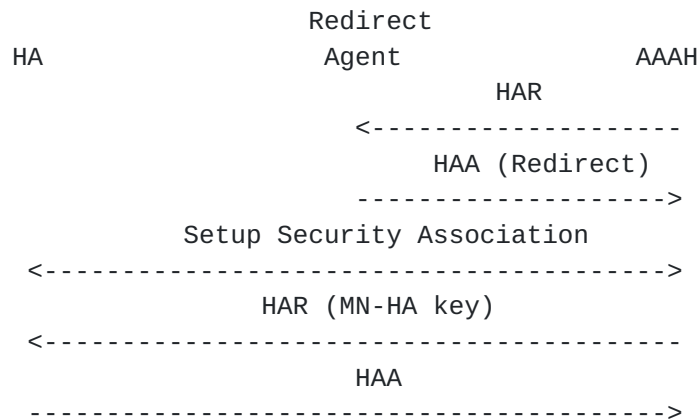 Redirect
HA Agent AAAH
HAR
<---------------------
HAA (Redirect)
--------------------->
Setup Security Association
<---------------------------------------->
HAR (MN-HA key)
<-----------------------------------------
HAA
------------------------------------------>